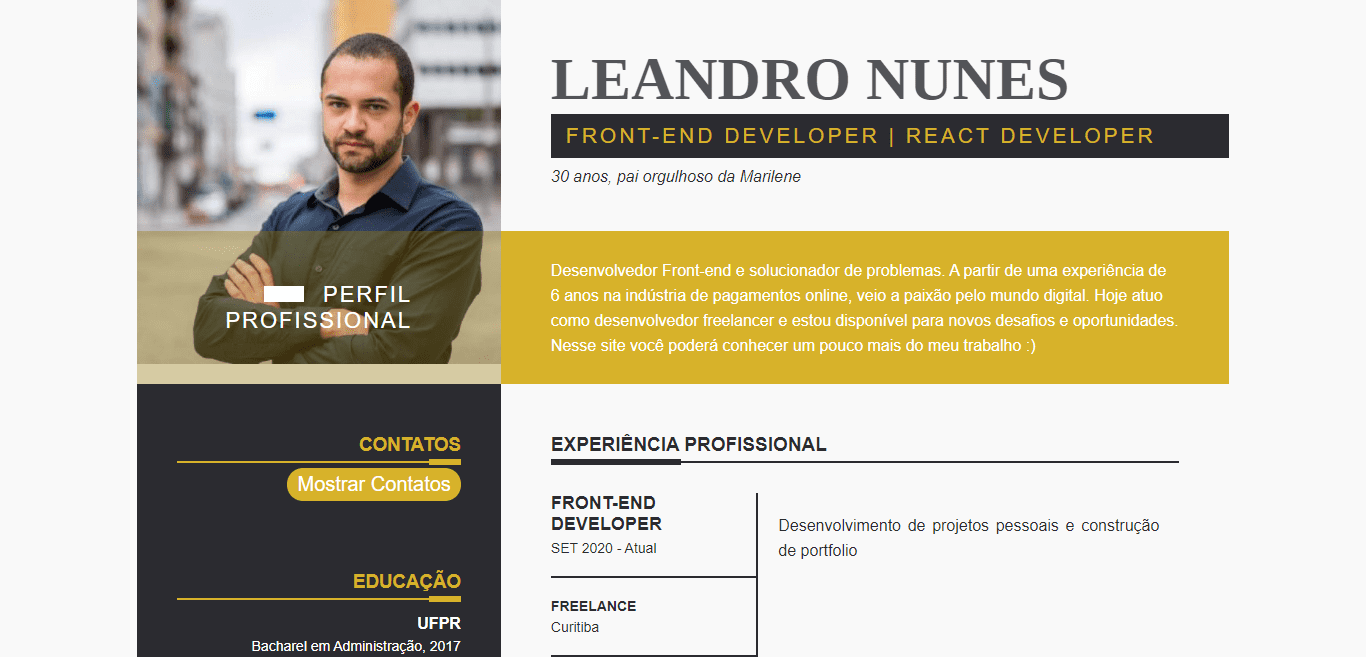 LEANDRO NUNES
FRONT-END DEVELOPER | REACT DEVELOPER
30 anos, pai orgulhoso da Marilene
PERFIL
PROFISSIONAL
Desenvolvedor Front-end e solucionador de problemas. A partir de uma experiência de
6 anos na indústria de pagamentos online, veio a paixão pelo mundo digital. Hoje atuo
como desenvolvedor freelancer e estou disponível para novos desafios e oportunidades.
Nesse site você poderá conhecer um pouco mais do meu trabalho :)
CONTATOS
Mostrar Contatos
EDUCAÇÃO
UFPR
Bacharel em Administração, 2017
EXPERIÊNCIA PROFISSIONAL
FRONT-END
DEVELOPER
SET 2020 - Atual
FREELANCE
Curitiba
Desenvolvimento de projetos pessoais e construção
de portfolio